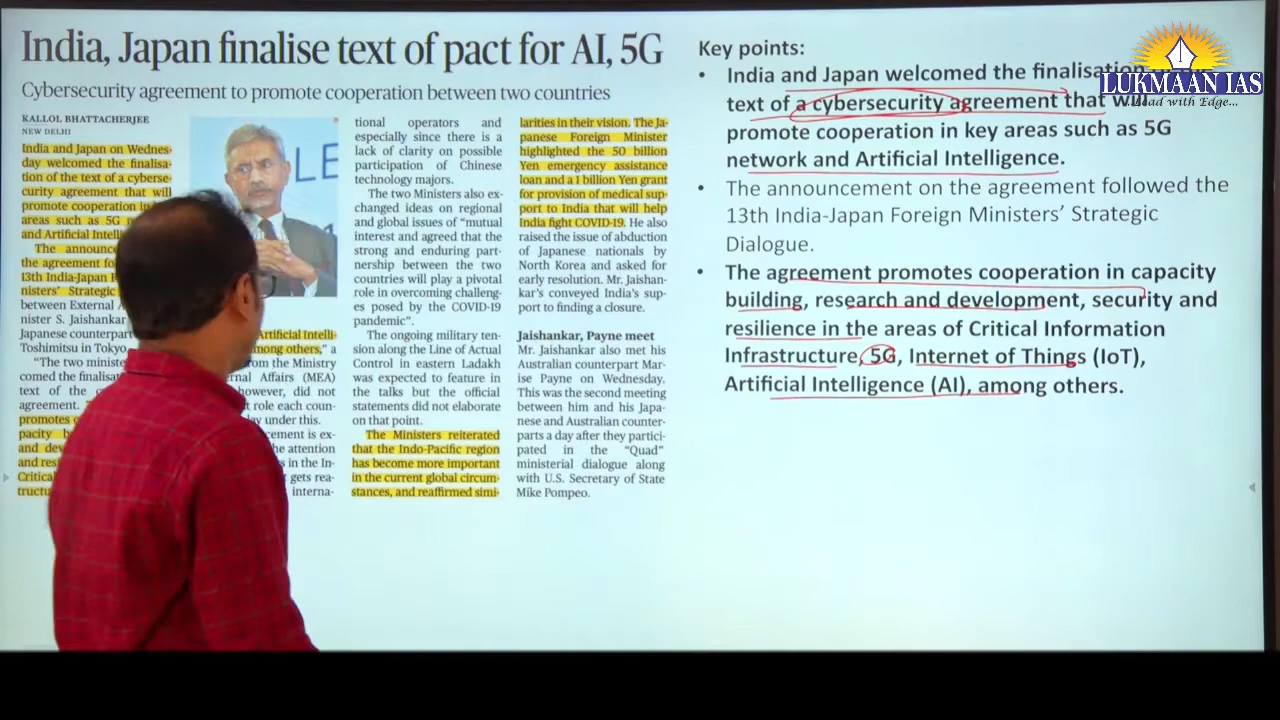 India, Japan finalise text of pact for AI, 5G
Cybersecurity agreement to promote cooperation between two countries
KALLOL BHATTACHERJEE
NEW DELHI
India and Japan on Wednes-
day welcomed the finalisa-
tion of the text of a cyberse-
curity agreement that will
promote cooperation in
areas such as 5G
and Artificial
The
the agreement
13th India-Japan
nisters' Strategic
between External
nister S. Jaishankar
Japanese counterpart
Toshimitsu in Tokyo
"The two
comed the
text of the
agreement.
promotes
and
and
Critical
LE
Artificial Intelli-
among others," a
from the Ministry
Affairs (MEA)
however, did not
role each coun-
under this.
is ex-
the attention
in the In-
gets rea-
interna-
tional operators and
especially since there is a
lack of clarity on possible
participation of Chinese
technology majors.
The two Ministers also ex-
changed ideas on regional
and global issues of "mutual
interest and agreed that the
strong and enduring part-
nership between the two
countries will play a pivotal
role in overcoming challeng-
es posed by the COVID-19
pandemic".
The ongoing military ten-
sion along the Line of Actual
Control in eastern Ladakh
was expected to feature in
the talks but the official
statements did not elaborate
on that point.
The Ministers reiterated
that the Indo-Pacific region
has become more important
in the current global circum-
stances, and reaffirmed simi-
larities in their vision. The Ja-
panese Foreign Minister
highlighted the 50 billion
Yen emergency assistance
loan and a 1 billion Yen grant
for provision of medical sup-
port to India that will help
India fight COVID-19. He also
raised the issue of abduction
of Japanese nationals by
North Korea and asked for
early resolution. Mr. Jaishan-
kar's conveyed India's sup-
port to finding a closure.
Jaishankar, Payne meet
Mr. Jaishankar also met his
Australian counterpart Mar-
ise Payne on Wednesday.
This was the second meeting
between him and his Japa-
nese and Australian counter-
parts a day after they partici-
pated in the "Quad"
ministerial dialogue along
with U.S. Secretary of State
Mike Pompeo.
Key points:
• India and Japan welcomed the finalisation
text of a cybersecurity agreement that will
promote cooperation in key areas such as 5G
network and Artificial Intelligence.
• The announcement on the agreement followed the
13th India-Japan Foreign Ministers' Strategic
Dialogue.
• The agreement promotes cooperation in capacity
building, research and development, security and
resilience in the areas of Critical Information
Infrastructure, 5G, Internet of Things (IoT),
Artificial Intelligence (AI), among others.
LUKMAAN IAS
Lead with Edge...